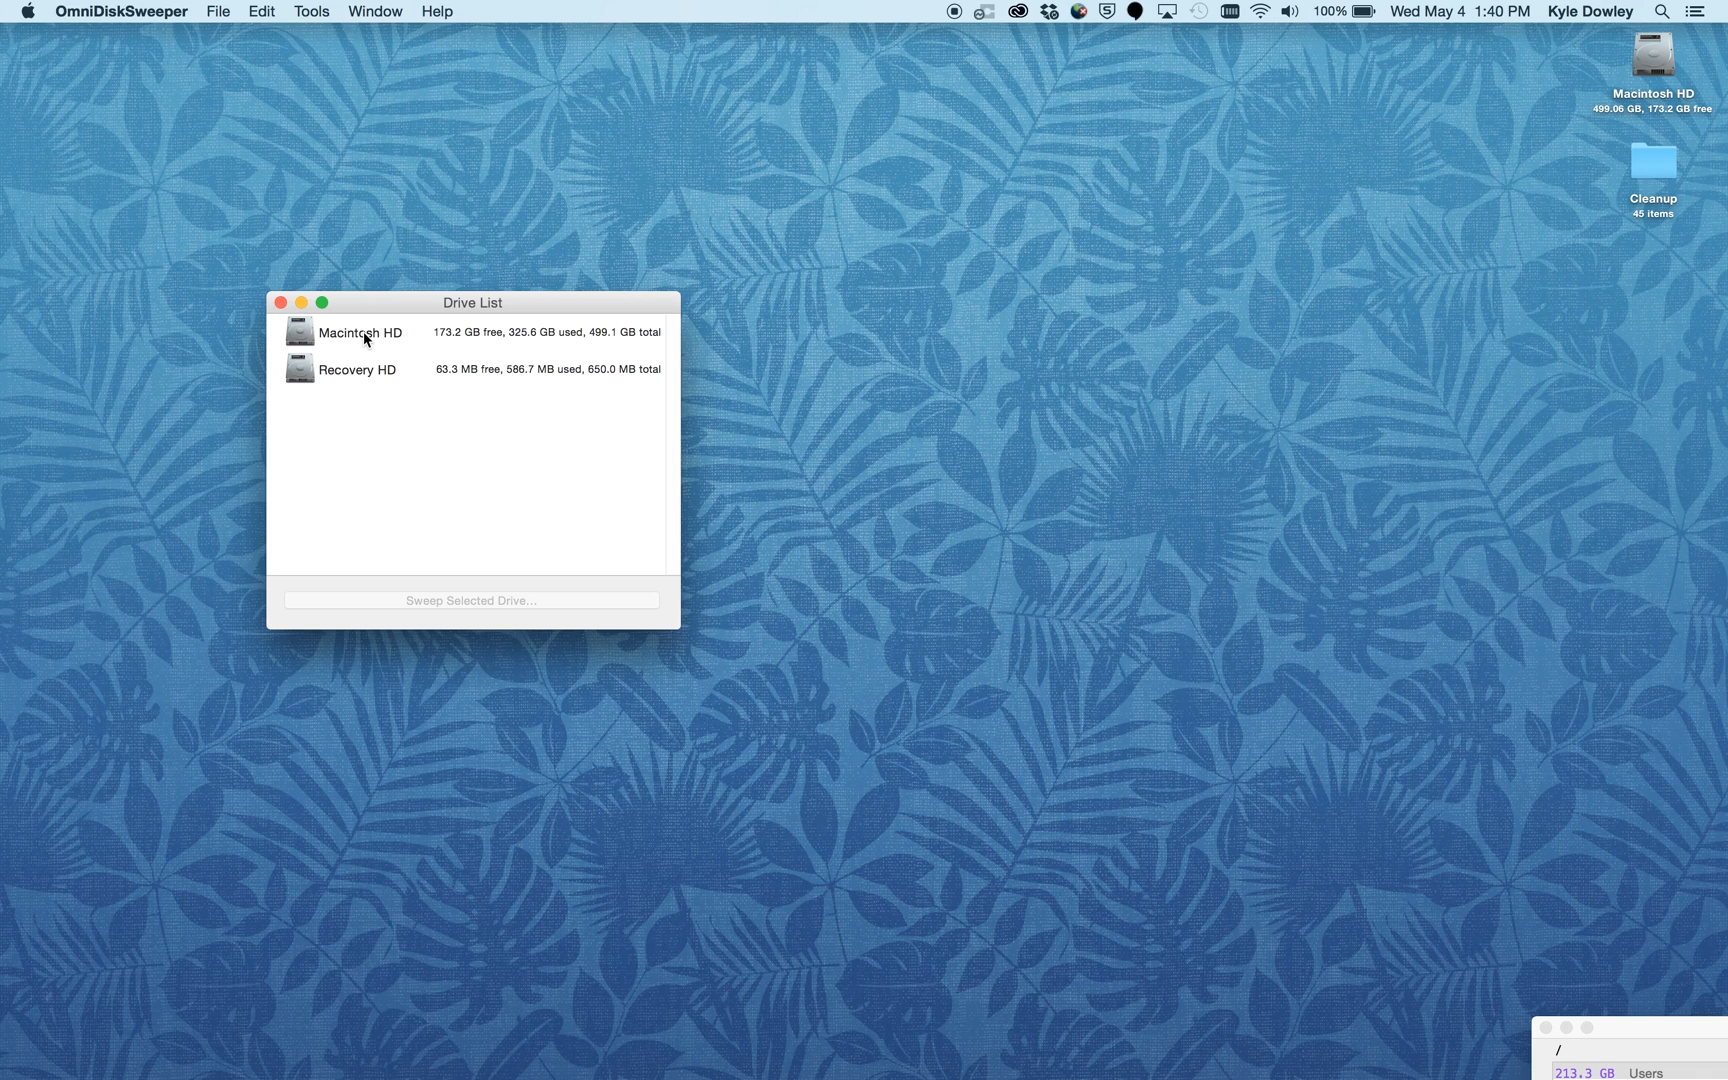 OmniDiskSweeper File Edit Tools Window Help 100% Wed May 4 1:40 PM Kyle Dowley
Macintosh HD
499.06 GB, 173.2 GB free
Cleanup
45 items
Drive List
Macintosh HD 173.2 GB free, 325.6 GB used, 499.1 GB total
Recovery HD 63.3 MB free, 586.7 MB used, 650.0 MB total
Sweep Selected Drive...
/
213.3 GB Users